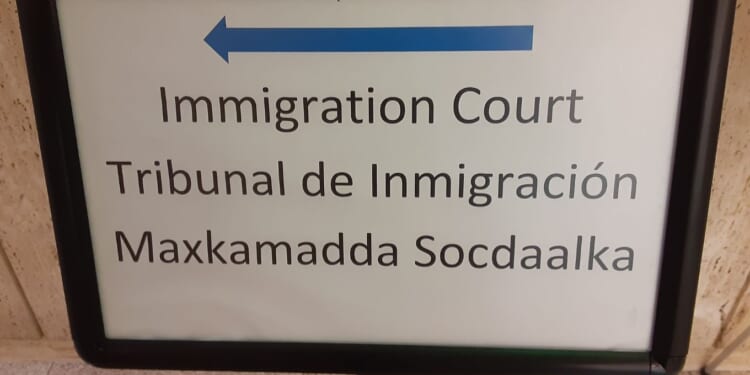 Immigration Court
Tribunal de Inmigración
Maxkamadda Socdaalka